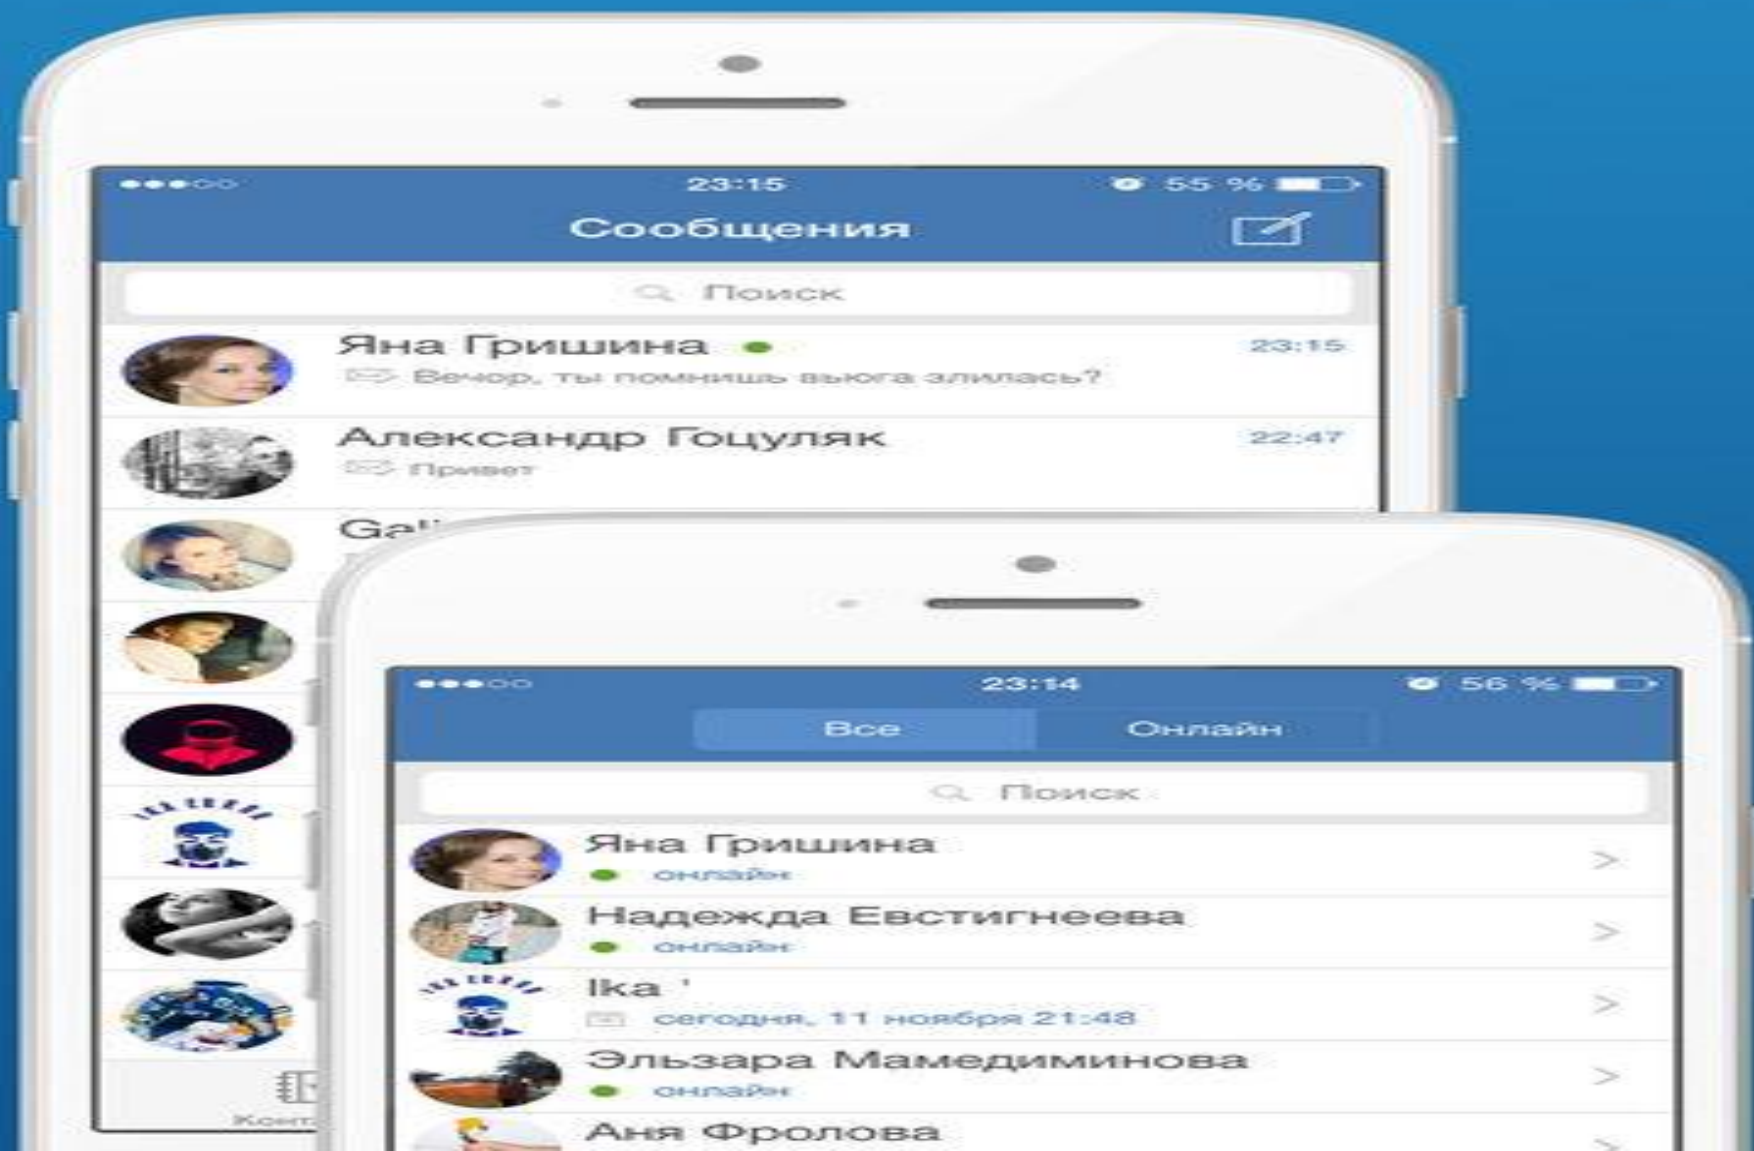 23:15
55 %
Сообщения
Поиск
Яна Гришина
23:15
Вечор, ты помнишь вьюга злилась?
Александр Гоцуляк
22:47
Привет
Gali
Конт
23:14
56 %
Все
Онлайн
Поиск
Яна Гришина
онлайн
Надежда Евстигнеева
онлайн
Ika '
сегодня, 11 ноября 21:48
Эльзара Мамедиминова
онлайн
Аня Фролова